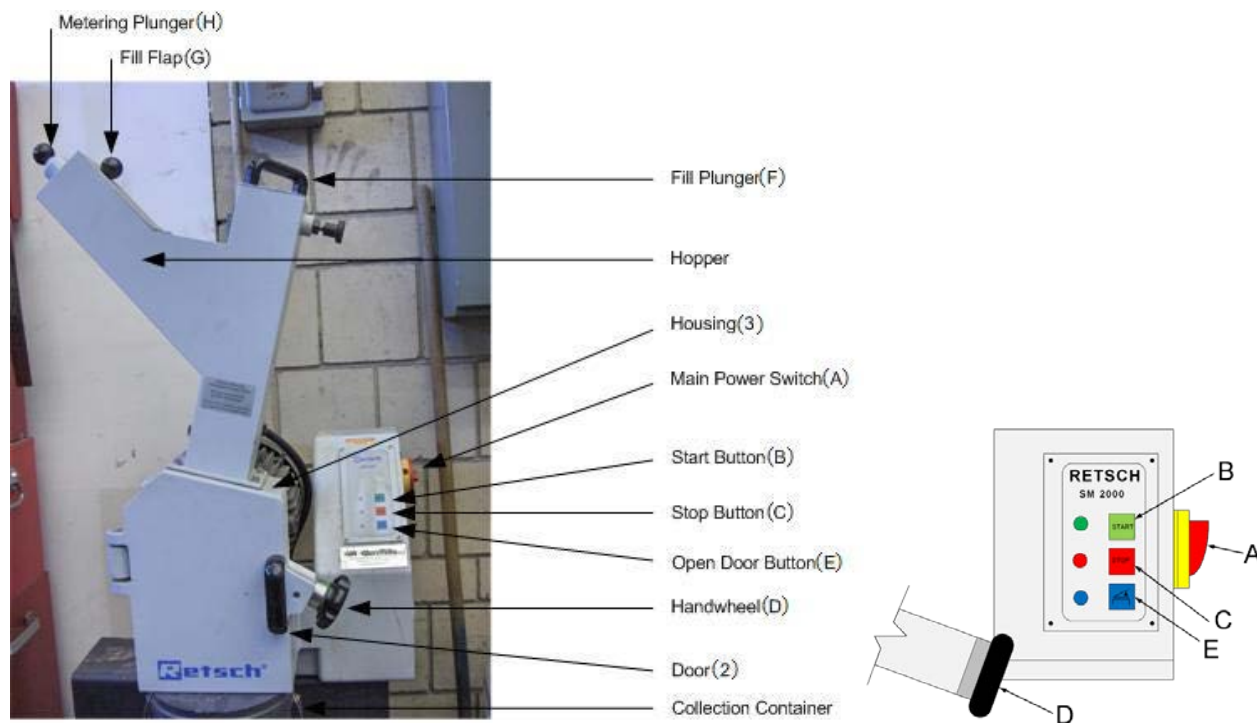 Metering Plunger(H)
Fill Flap(G)
Fill Plunger(F)
Hopper
Housing(3)
Main Power Switch(A)
Start Button(B)
Stop Button(C)
Open Door Button(E)
Handwheel(D)
Door(2)
Collection Container
Retsch®
RETSCH
SM 2000
START
STOP
B
A
C
E
D